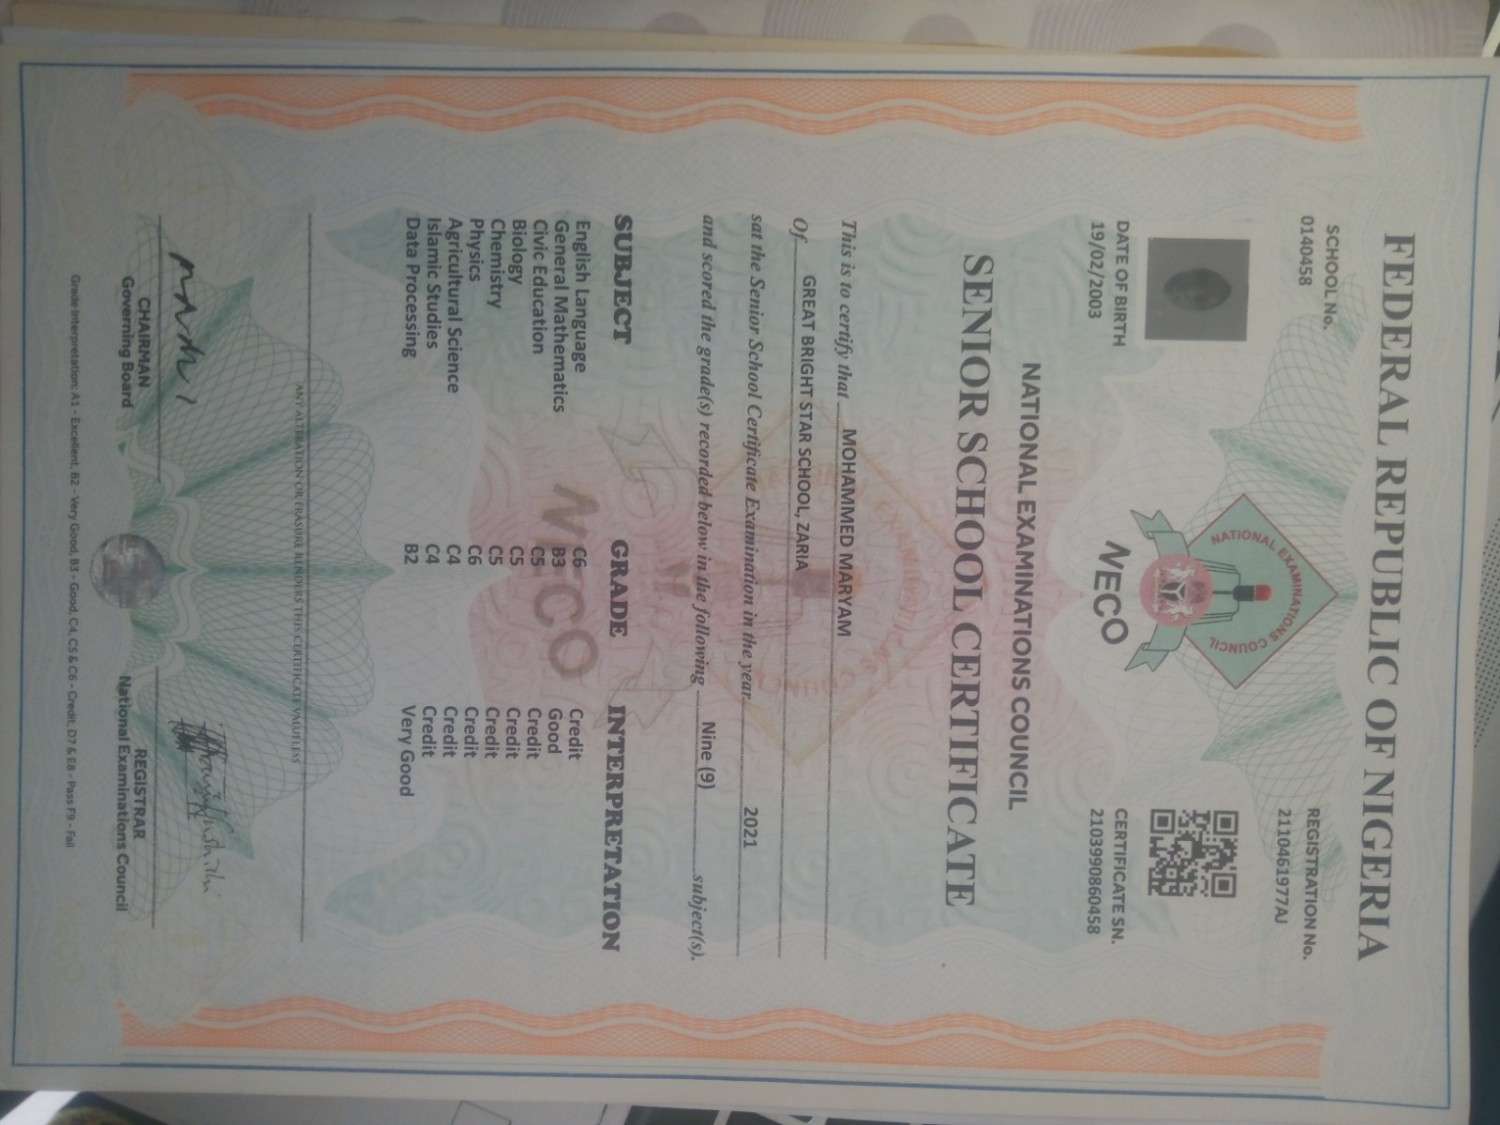 FEDERAL REPUBLIC OF NIGERIA
SCHOOL No.
0140458
REGISTRATION No.
2110461977AJ
NATIONAL EXAMINATIONS COUNCIL
NECO
DATE OF BIRTH
19/02/2003
CERTIFICATE SN.
2103990860458
NATIONAL EXAMINATIONS COUNCIL
SENIOR SCHOOL CERTIFICATE
This is to certify that MOHAMMED MARYAM
Of GREAT BRIGHT STAR SCHOOL, ZARIA
sat the Senior School Certificate Examination in the year 2021
and scored the grade(s) recorded below in the following Nine (9) subject(s).
SUBJECT GRADE INTERPRETATION
English Language C6 Credit
General Mathematics B3 Good
Civic Education C5 Credit
Biology C5 Credit
Chemistry C5 Credit
Physics C6 Credit
Agricultural Science C4 Credit
Islamic Studies C4 Credit
Data Processing B2 Very Good
NECO
ANY ALTERATION OR ERASURE RENDERS THIS CERTIFICATE VALUELESS
CHAIRMAN
Governing Board
REGISTRAR
National Examinations Council
Grade Interpretation: A1 - Excellent, B2 - Very Good, B3 - Good, C4, C5 & C6 - Credit, D7 & E8 - Pass F9 - Fail